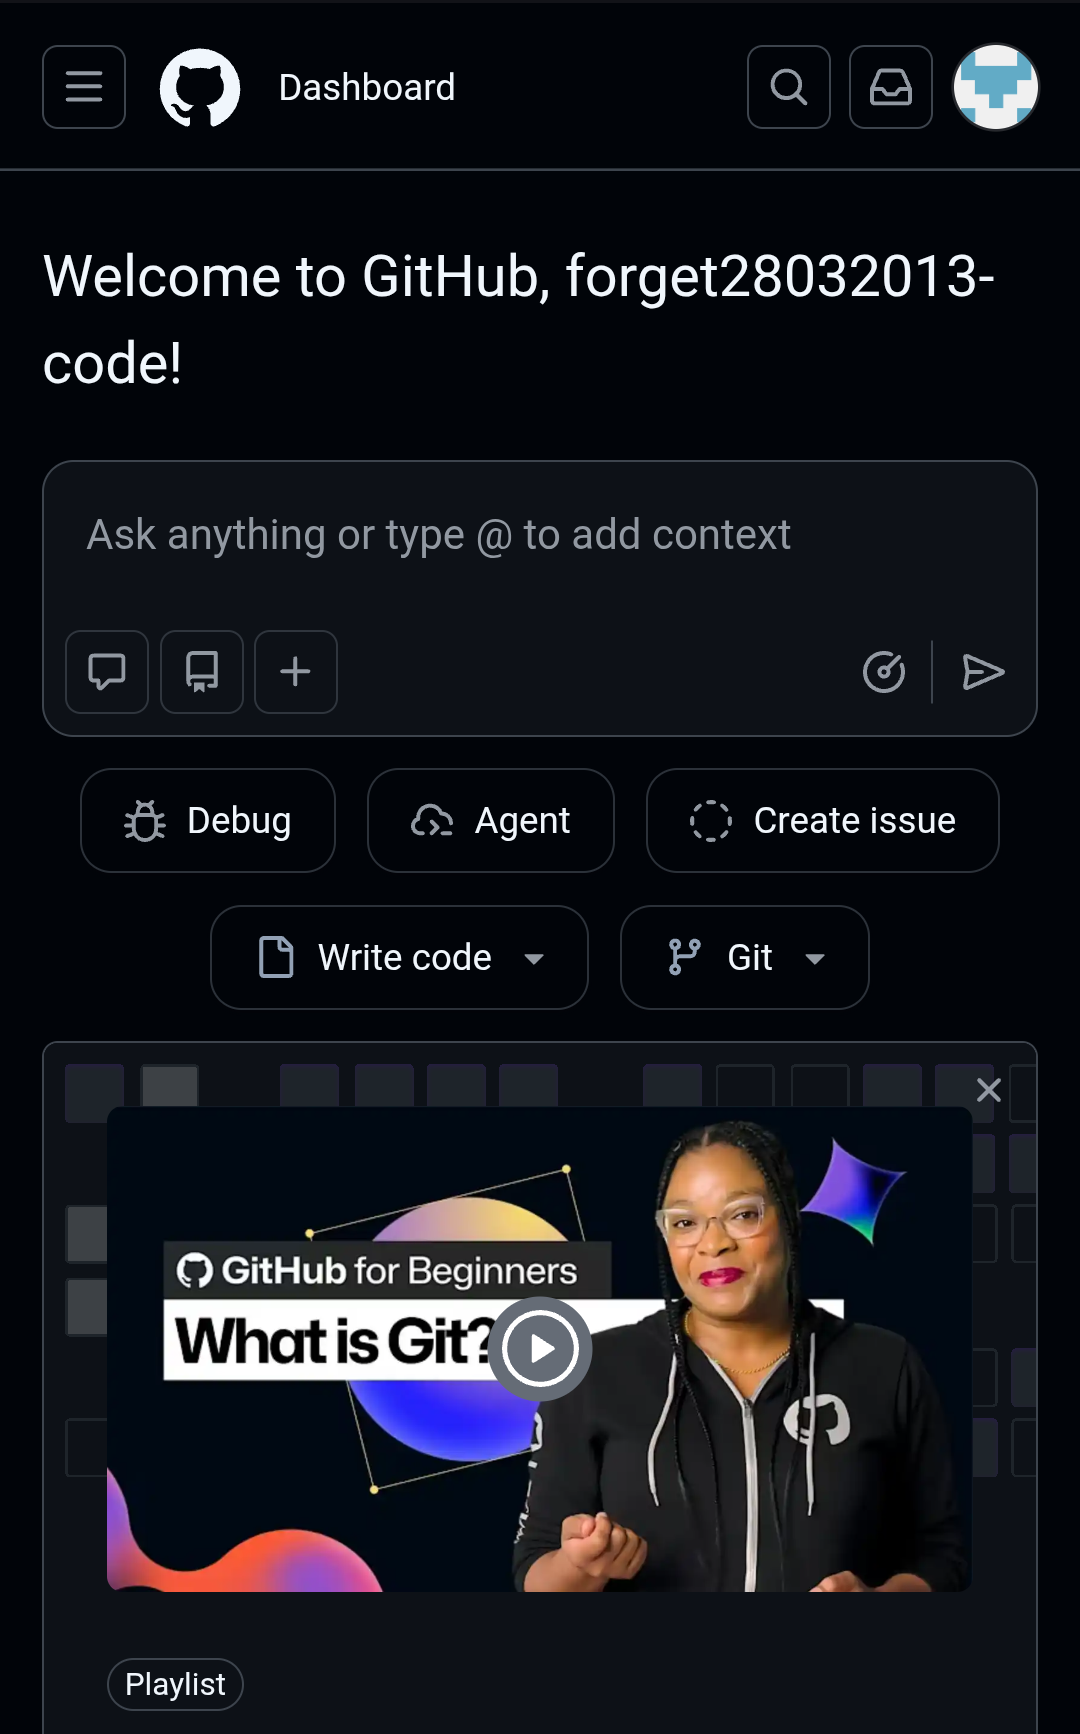 Dashboard
Welcome to GitHub, forget28032013-
code!
Ask anything or type @ to add context
Debug
Agent
Create issue
Write code
Git
GitHub for Beginners
What is Git?
Playlist